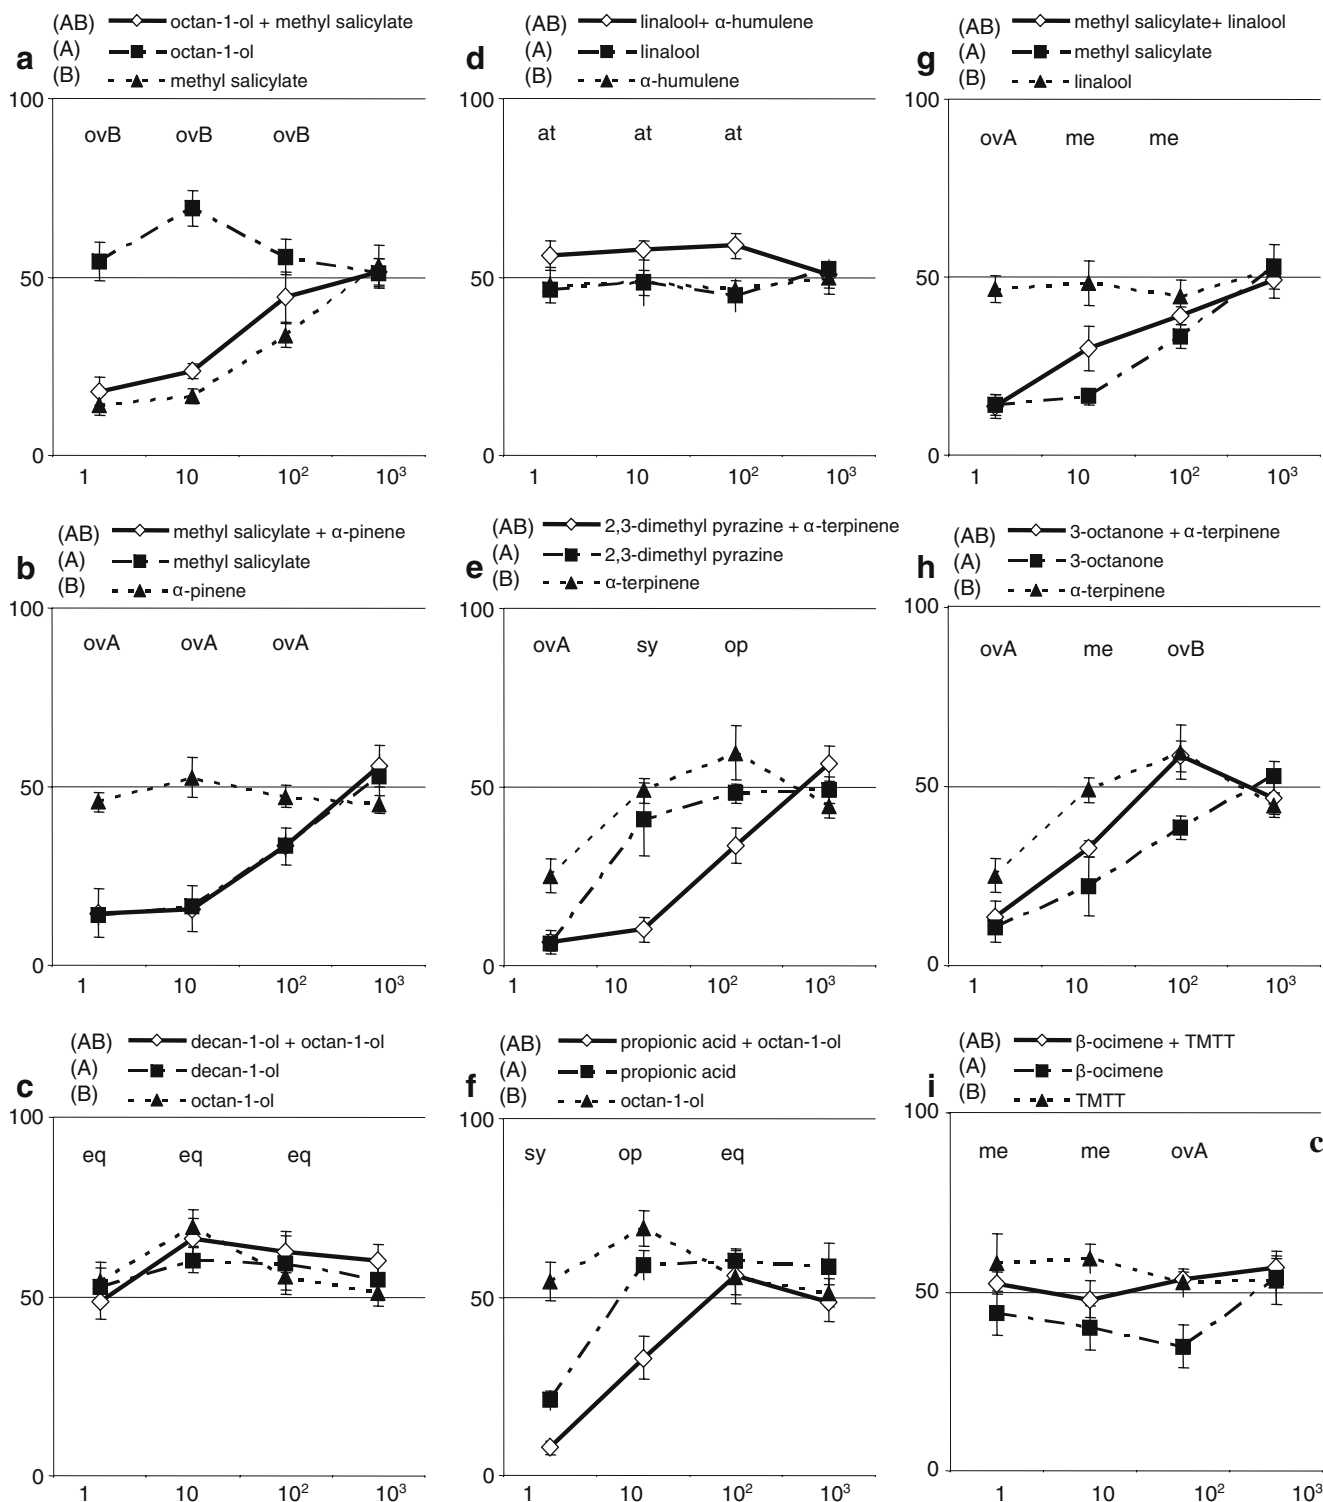 a
(AB) octan-1-ol + methyl salicylate
(A) octan-1-ol
(B) methyl salicylate
100
ovB ovB ovB
50
0
1 10 10² 10³
d
(AB) linalool+ α-humulene
(A) linalool
(B) α-humulene
100
at at at
50
0
1 10 10² 10³
g
(AB) methyl salicylate+ linalool
(A) methyl salicylate
(B) linalool
100
ovA me me
50
0
1 10 10² 10³
b
(AB) methyl salicylate + α-pinene
(A) methyl salicylate
(B) α-pinene
100
ovA ovA ovA
50
0
1 10 10² 10³
e
(AB) 2,3-dimethyl pyrazine + α-terpinene
(A) 2,3-dimethyl pyrazine
(B) α-terpinene
100
ovA sy op
50
0
1 10 10² 10³
h
(AB) 3-octanone + α-terpinene
(A) 3-octanone
(B) α-terpinene
100
ovA me ovB
50
0
1 10 10² 10³
c
(AB) decan-1-ol + octan-1-ol
(A) decan-1-ol
(B) octan-1-ol
100
eq eq eq
50
0
1 10 10² 10³
f
(AB) propionic acid + octan-1-ol
(A) propionic acid
(B) octan-1-ol
100
sy op eq
50
0
1 10 10² 10³
i
(AB) β-ocimene + TMTT
(A) β-ocimene
(B) TMTT
100
me me ovA
c
50
0
1 10 10² 10³